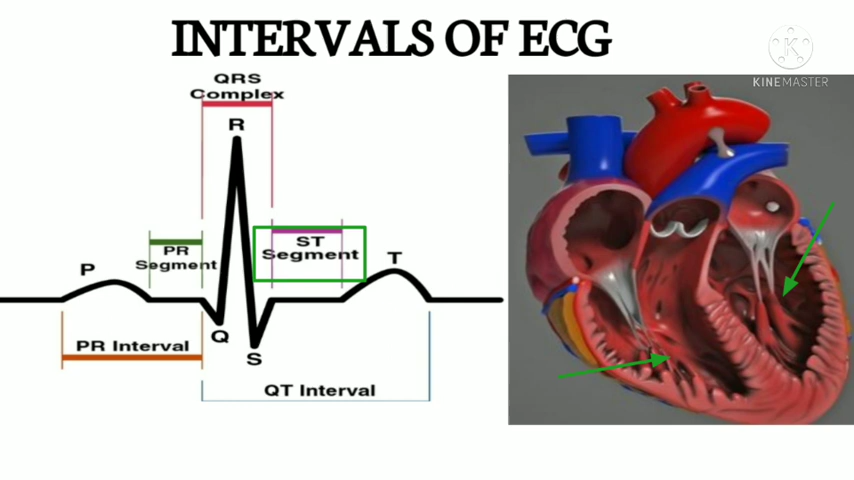 INTERVALS OF ECG
K
KINEMASTER
QRS
Complex
R
PR
Segment
ST
Segment
P
T
Q
S
PR Interval
QT Interval